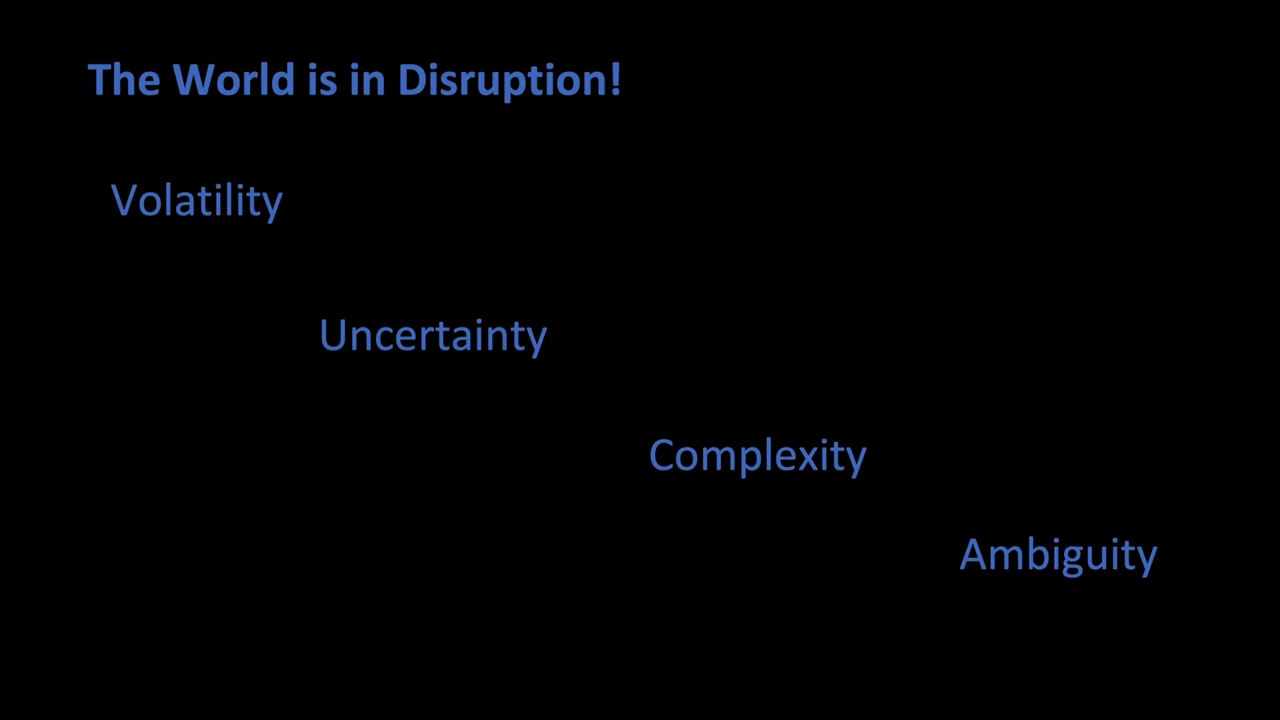 The World is in Disruption!
Volatility
Uncertainty
Complexity
Ambiguity